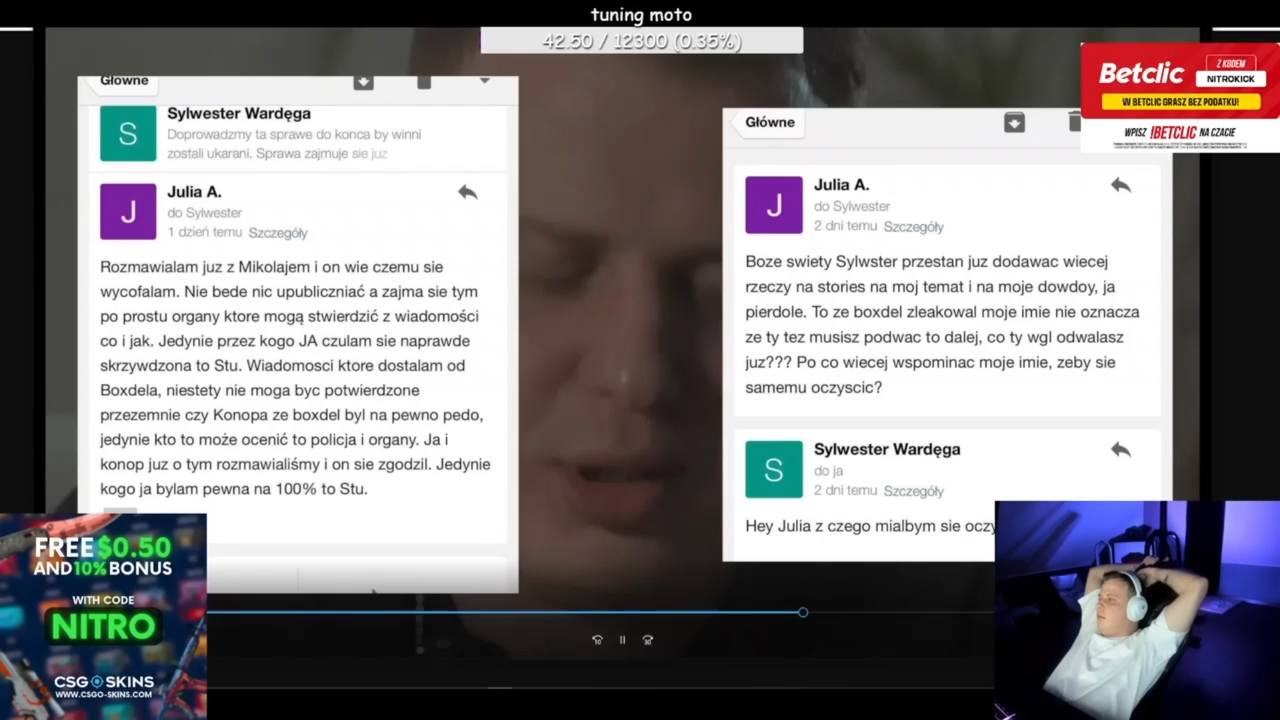 tuning moto
42.50 / 12300 (0.35%)
Betclic
Z KODEM
NITROKICK
W BETCLIC GRASZ BEZ PODATKU!
WPISZ !BETCLIC NA CZACIE
Główne
Sylwester Wardęga
Doprowadzmy ta sprawe do konca by winni
zostali ukarani. Sprawa zajmuje sie juz
Julia A.
do Sylwester
1 dzień temu Szczegóły
Rozmawialam juz z Mikolajem i on wie czemu sie
wycofalam. Nie bede nic upubliczniać a zajma sie tym
po prostu organy ktore mogą stwierdzić z wiadomości
co i jak. Jedynie przez kogo JA czulam sie naprawde
skrzywdzona to Stu. Wiadomosci ktore dostalam od
Boxdela, niestety nie moga byc potwierdzone
przezemnie czy Konopa ze boxdel byl na pewno pedo,
jedynie kto to może ocenić to policja i organy. Ja i
konop juz o tym rozmawialiśmy i on sie zgodzil. Jedynie
kogo ja bylam pewna na 100% to Stu.
Główne
Julia A.
do Sylwester
2 dni temu Szczegóły
Boze swiety Sylwster przestan juz dodawac wiecej
rzeczy na stories na moj temat i na moje dowdoy, ja
pierdole. To ze boxdel zleakowal moje imie nie oznacza
ze ty tez musisz podwac to dalej, co ty wgl odwalasz
juz??? Po co wiecej wspominac moje imie, zeby sie
samemu oczyscic?
Sylwester Wardęga
do ja
2 dni temu Szczegóły
Hey Julia z czego mialbym sie oczy
FREE $0.50
AND 10% BONUS
WITH CODE
NITRO
CSG SKINS
WWW.CSGO-SKINS.COM
10
30